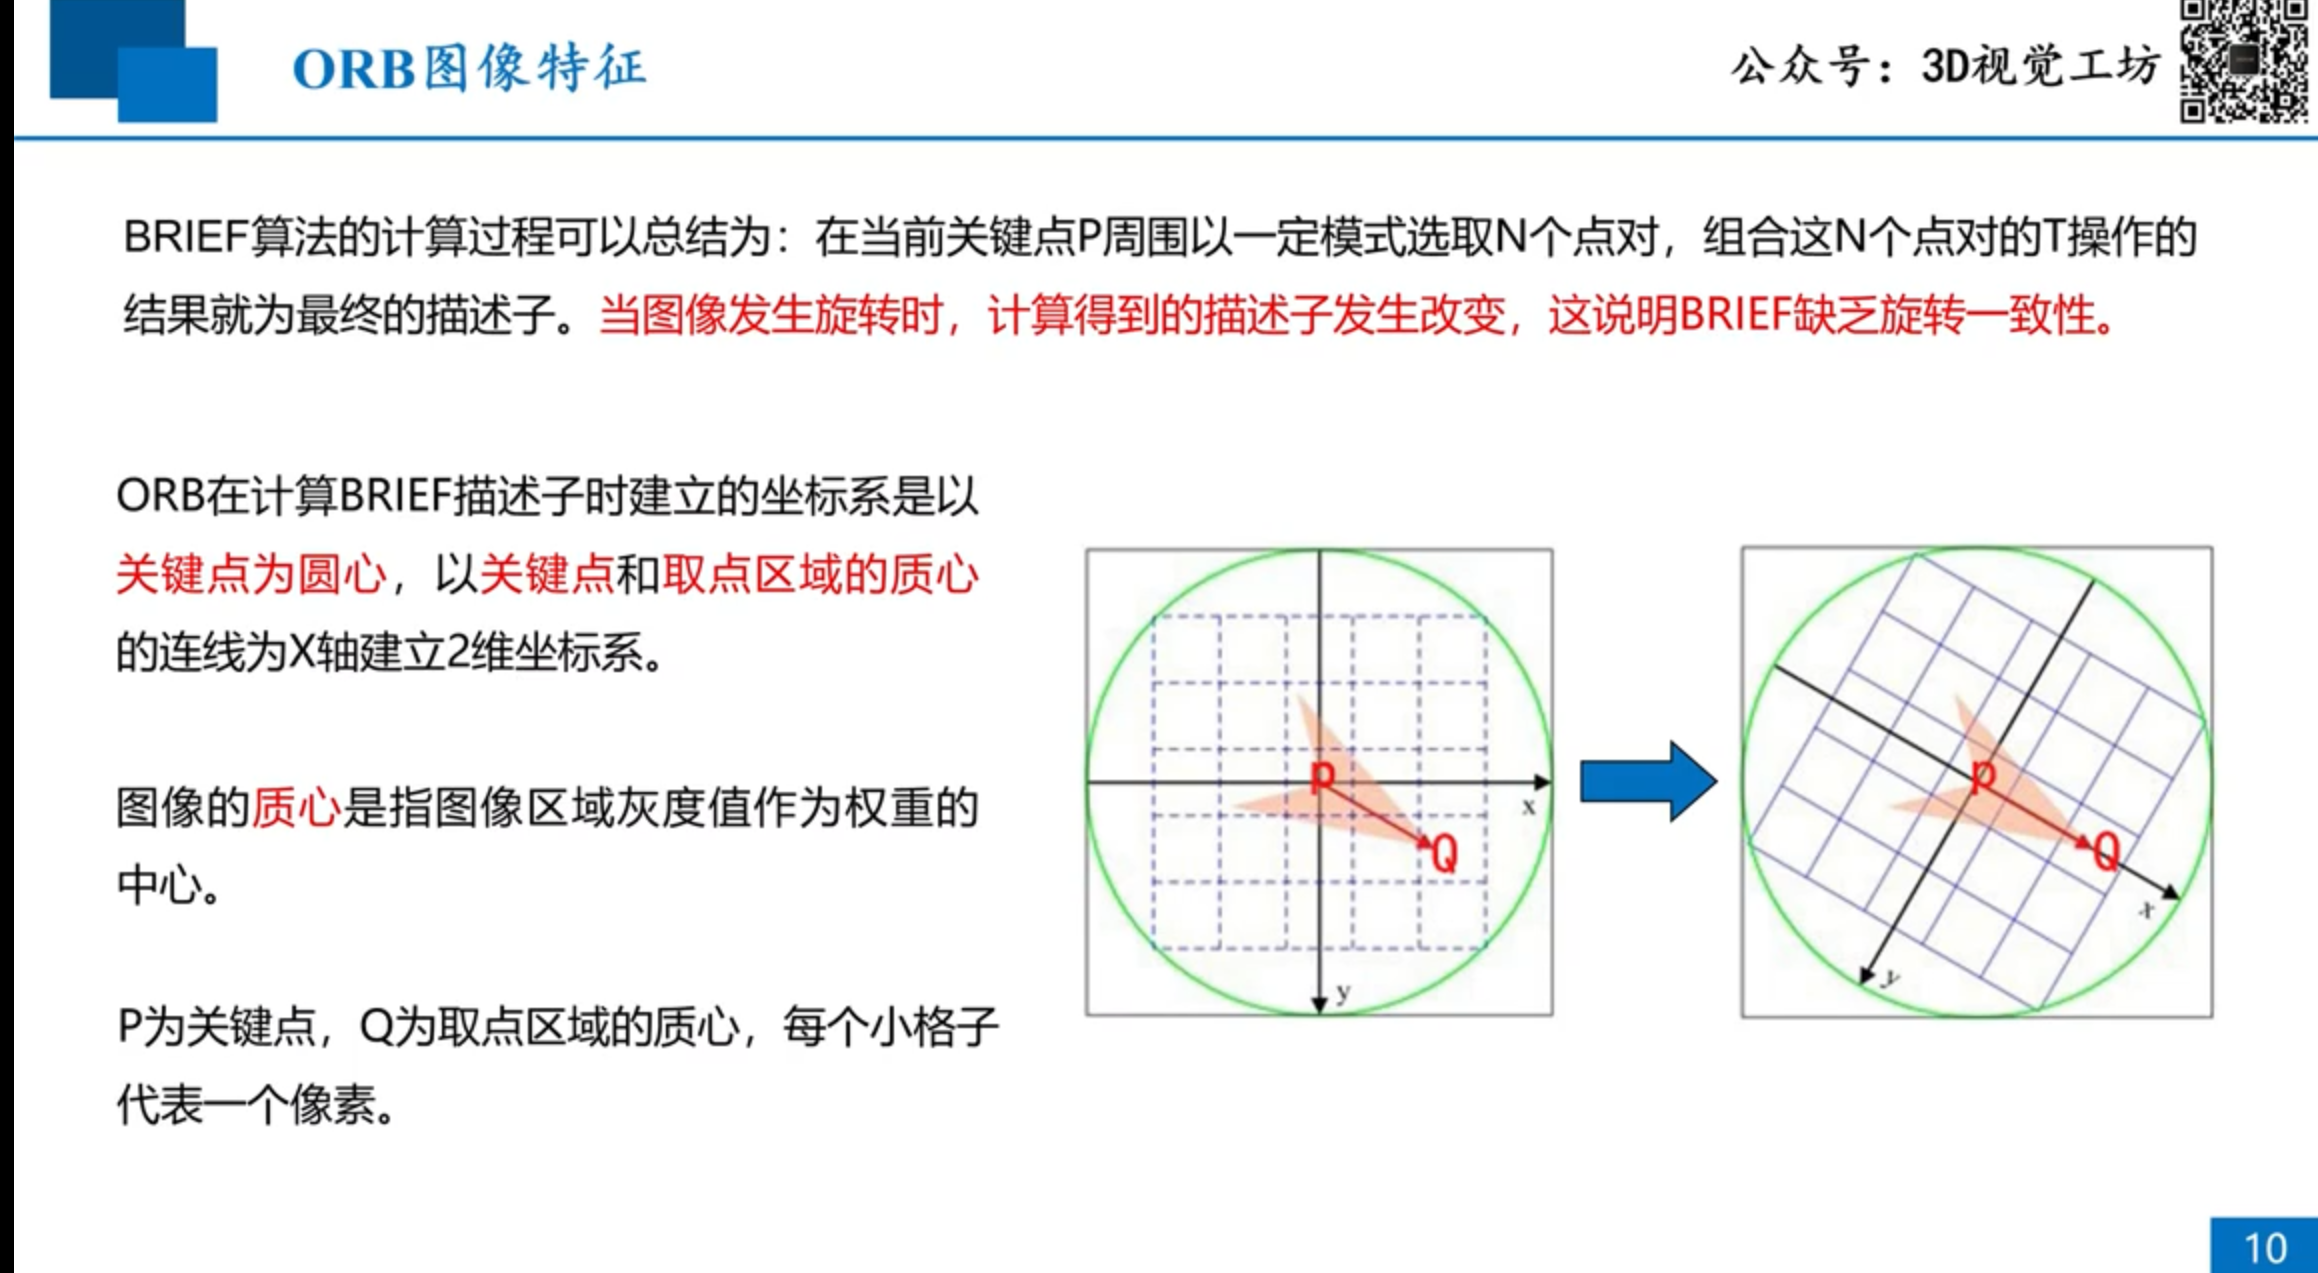 ORB图像特征
公众号：3D视觉工坊
BRIEF算法的计算过程可以总结为：在当前关键点P周围以一定模式选取N个点对，组合这N个点对的T操作的
结果就为最终的描述子。当图像发生旋转时，计算得到的描述子发生改变，这说明BRIEF缺乏旋转一致性。
ORB在计算BRIEF描述子时建立的坐标系是以
关键点为圆心，以关键点和取点区域的质心
的连线为X轴建立2维坐标系。
图像的质心是指图像区域灰度值作为权重的
中心。
P为关键点，Q为取点区域的质心，每个小格子
代表一个像素。
p
Q
x
y
p
Q
x
y
10